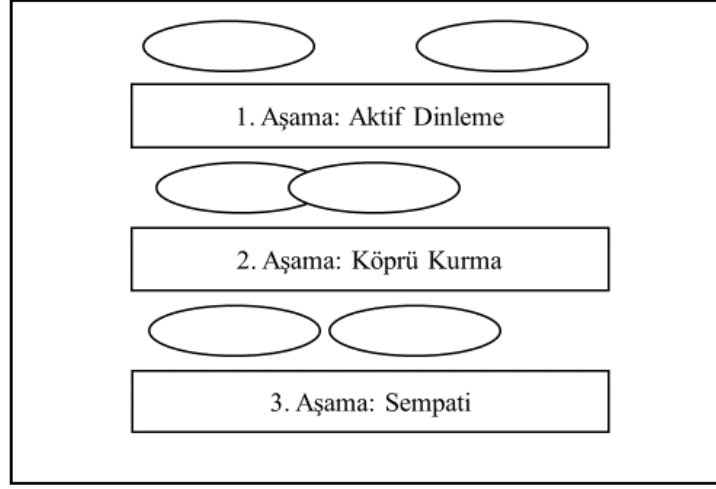 1. Aşama: Aktif Dinleme
2. Aşama: Köprü Kurma
3. Aşama: Sempati